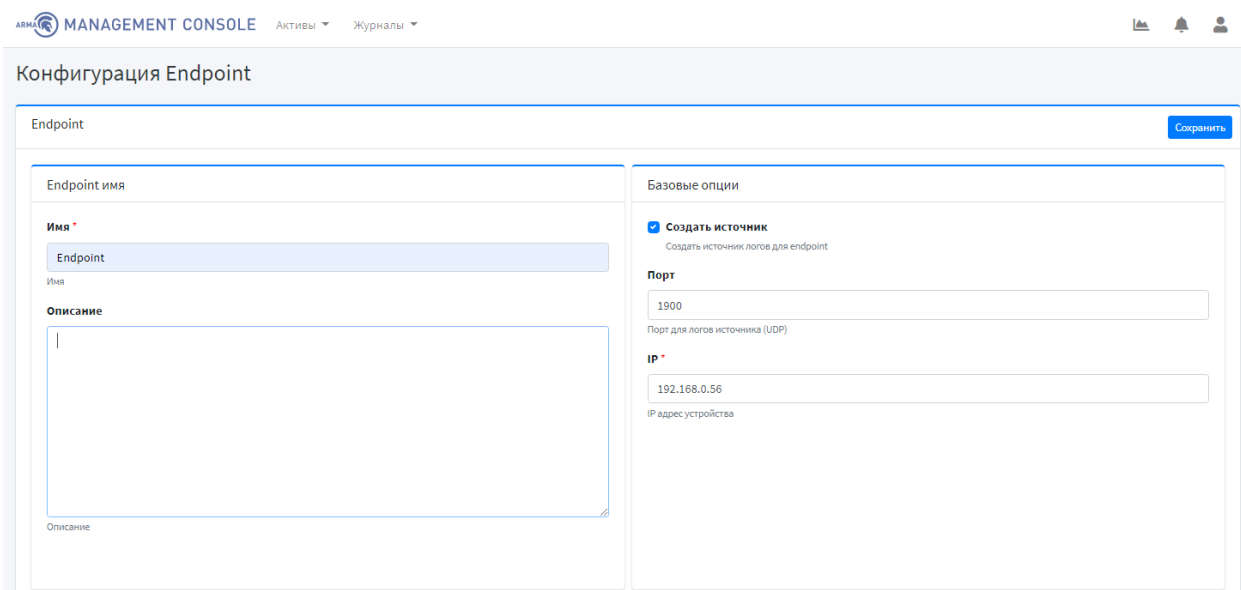 ARMA MANAGEMENT CONSOLE Активы Журналы
Конфигурация Endpoint
Endpoint
Сохранить
Endpoint имя
Имя *
Endpoint
Имя
Описание
Описание
Базовые опции
Создать источник
Создать источник логов для endpoint
Порт
1900
Порт для логов источника (UDP)
IP *
192.168.0.56
IP адрес устройства